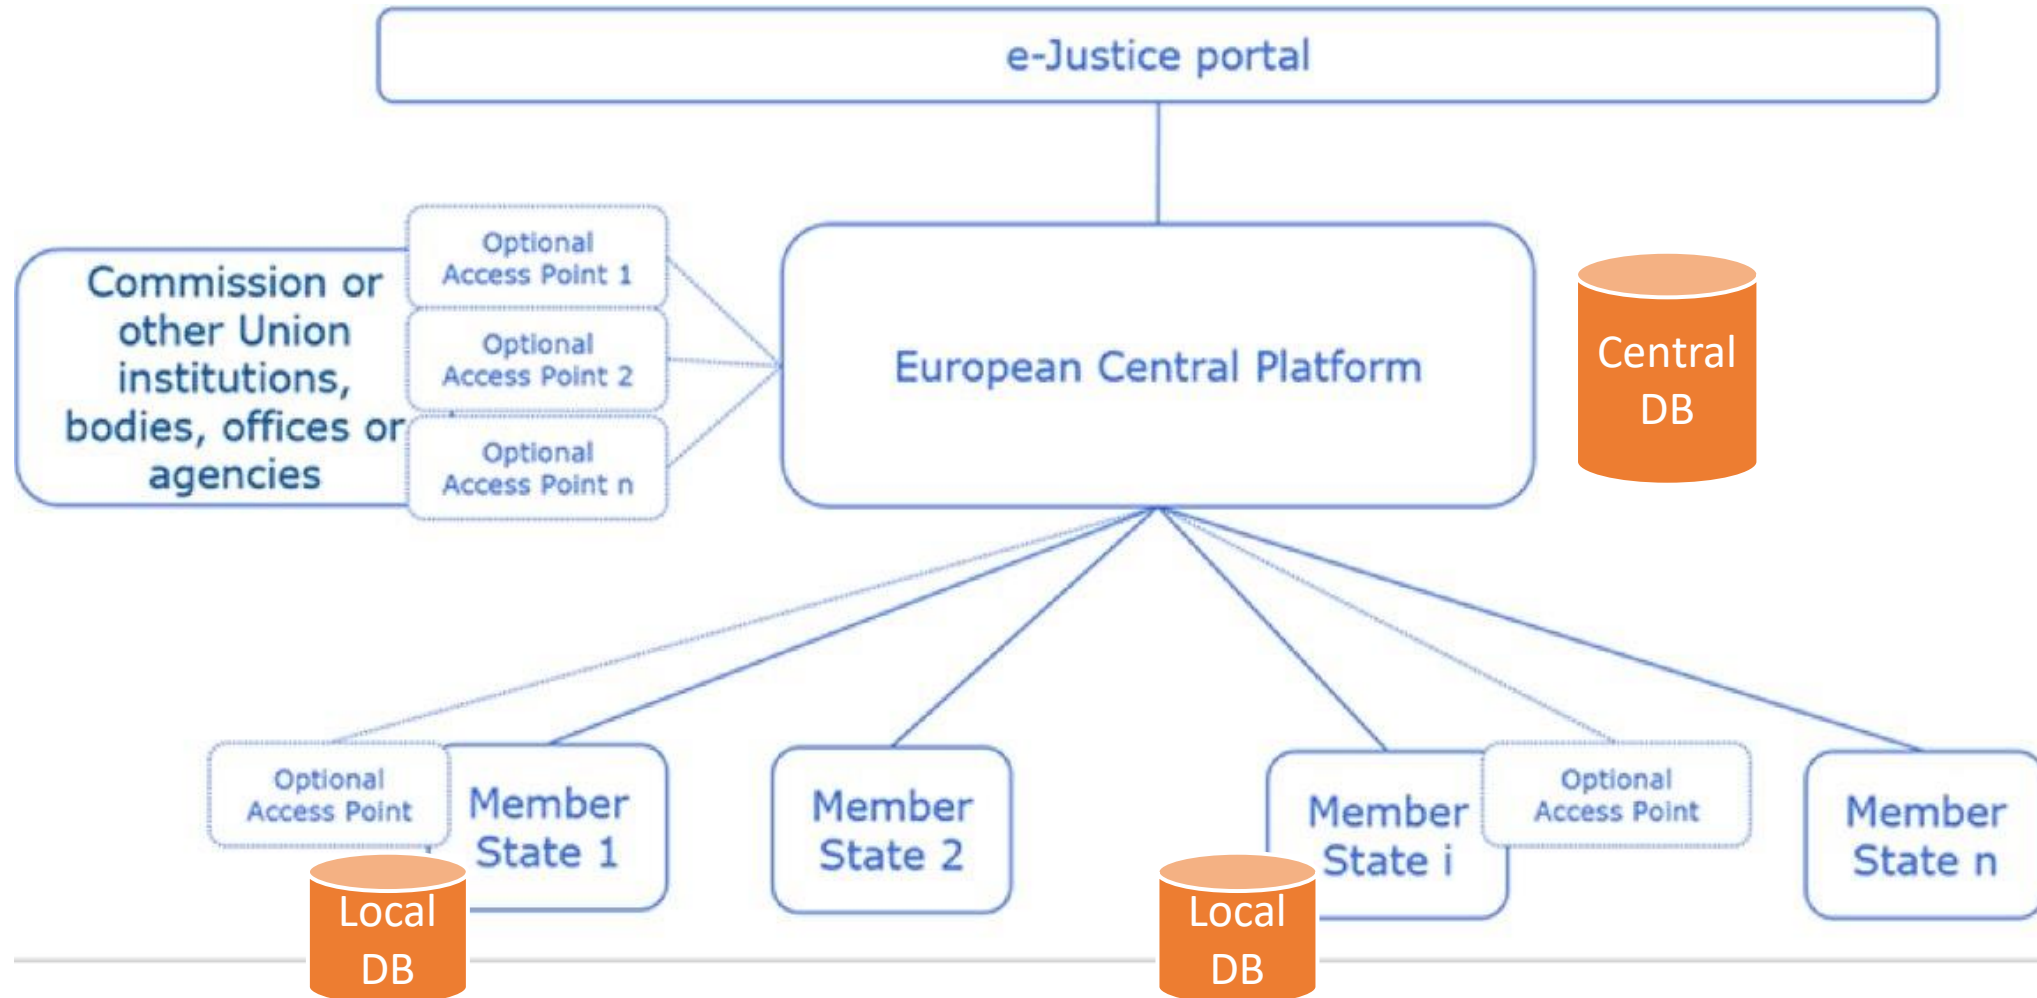 e-Justice portal
Optional
Access Point 1
Commission or
other Union
institutions,
bodies, offices or
agencies
Optional
Access Point 2
Optional
Access Point n
European Central Platform
Central
DB
Optional
Access Point
Member
State 1
Local
DB
Member
State 2
Member
State i
Local
DB
Optional
Access Point
Member
State n